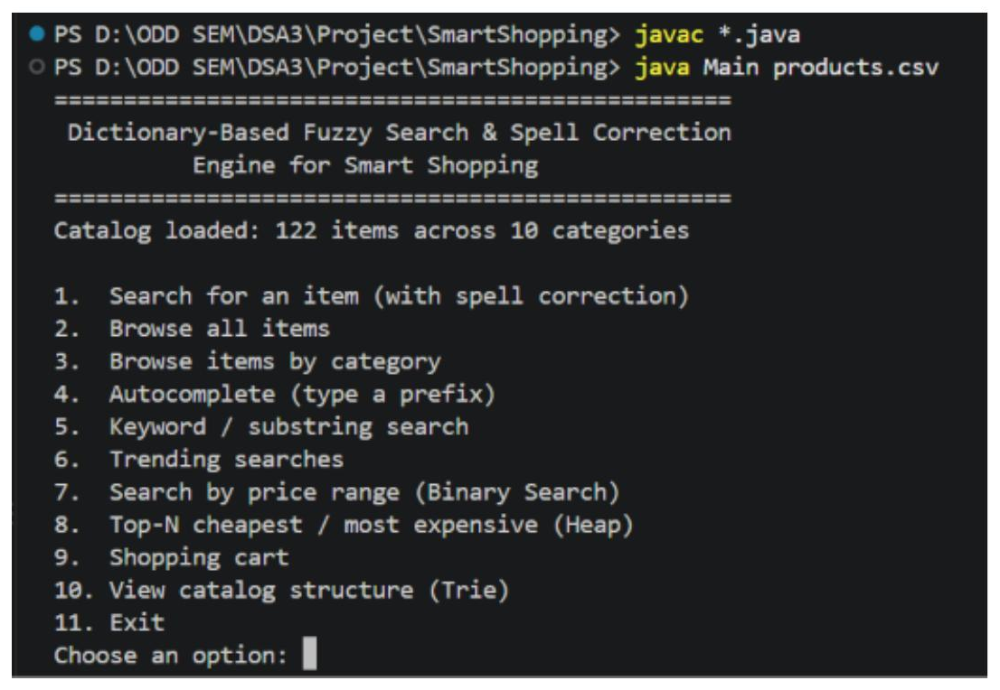 PS D:\ODD SEM\DSA3\Project\SmartShopping> javac *.java
PS D:\ODD SEM\DSA3\Project\SmartShopping> java Main products.csv
=================================================
Dictionary-Based Fuzzy Search & Spell Correction
Engine for Smart Shopping
=================================================
Catalog loaded: 122 items across 10 categories
1. Search for an item (with spell correction)
2. Browse all items
3. Browse items by category
4. Autocomplete (type a prefix)
5. Keyword / substring search
6. Trending searches
7. Search by price range (Binary Search)
8. Top-N cheapest / most expensive (Heap)
9. Shopping cart
10. View catalog structure (Trie)
11. Exit
Choose an option: